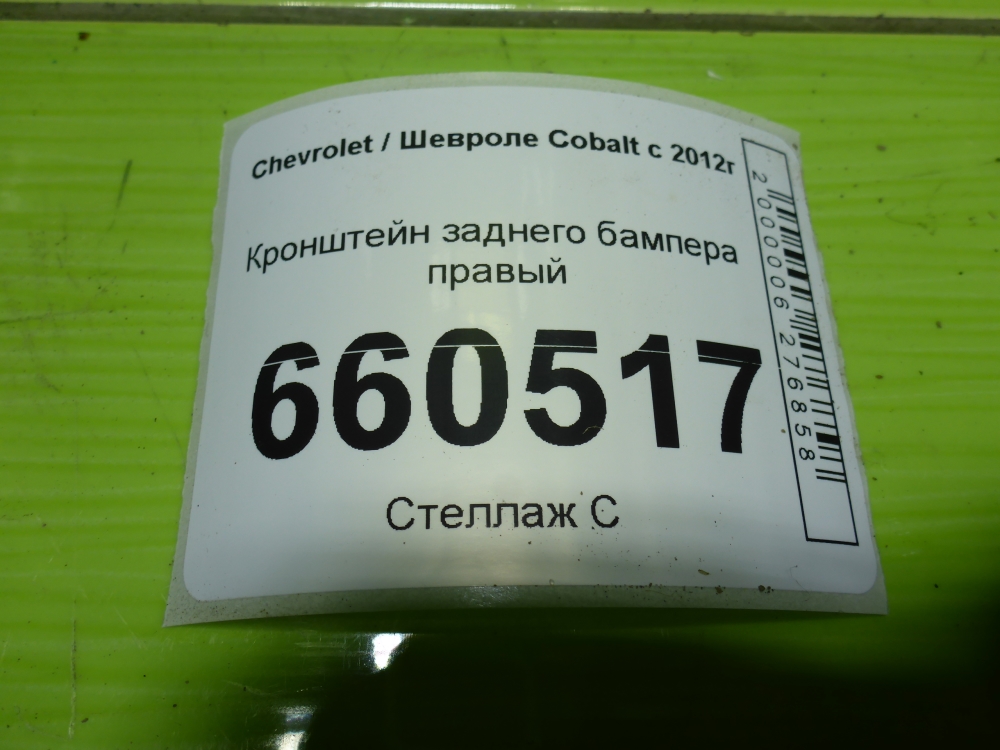 Chevrolet / Шевроле Cobalt с 2012г
Кронштейн заднего бампера
правый
660517
Стеллаж С
2000006276858